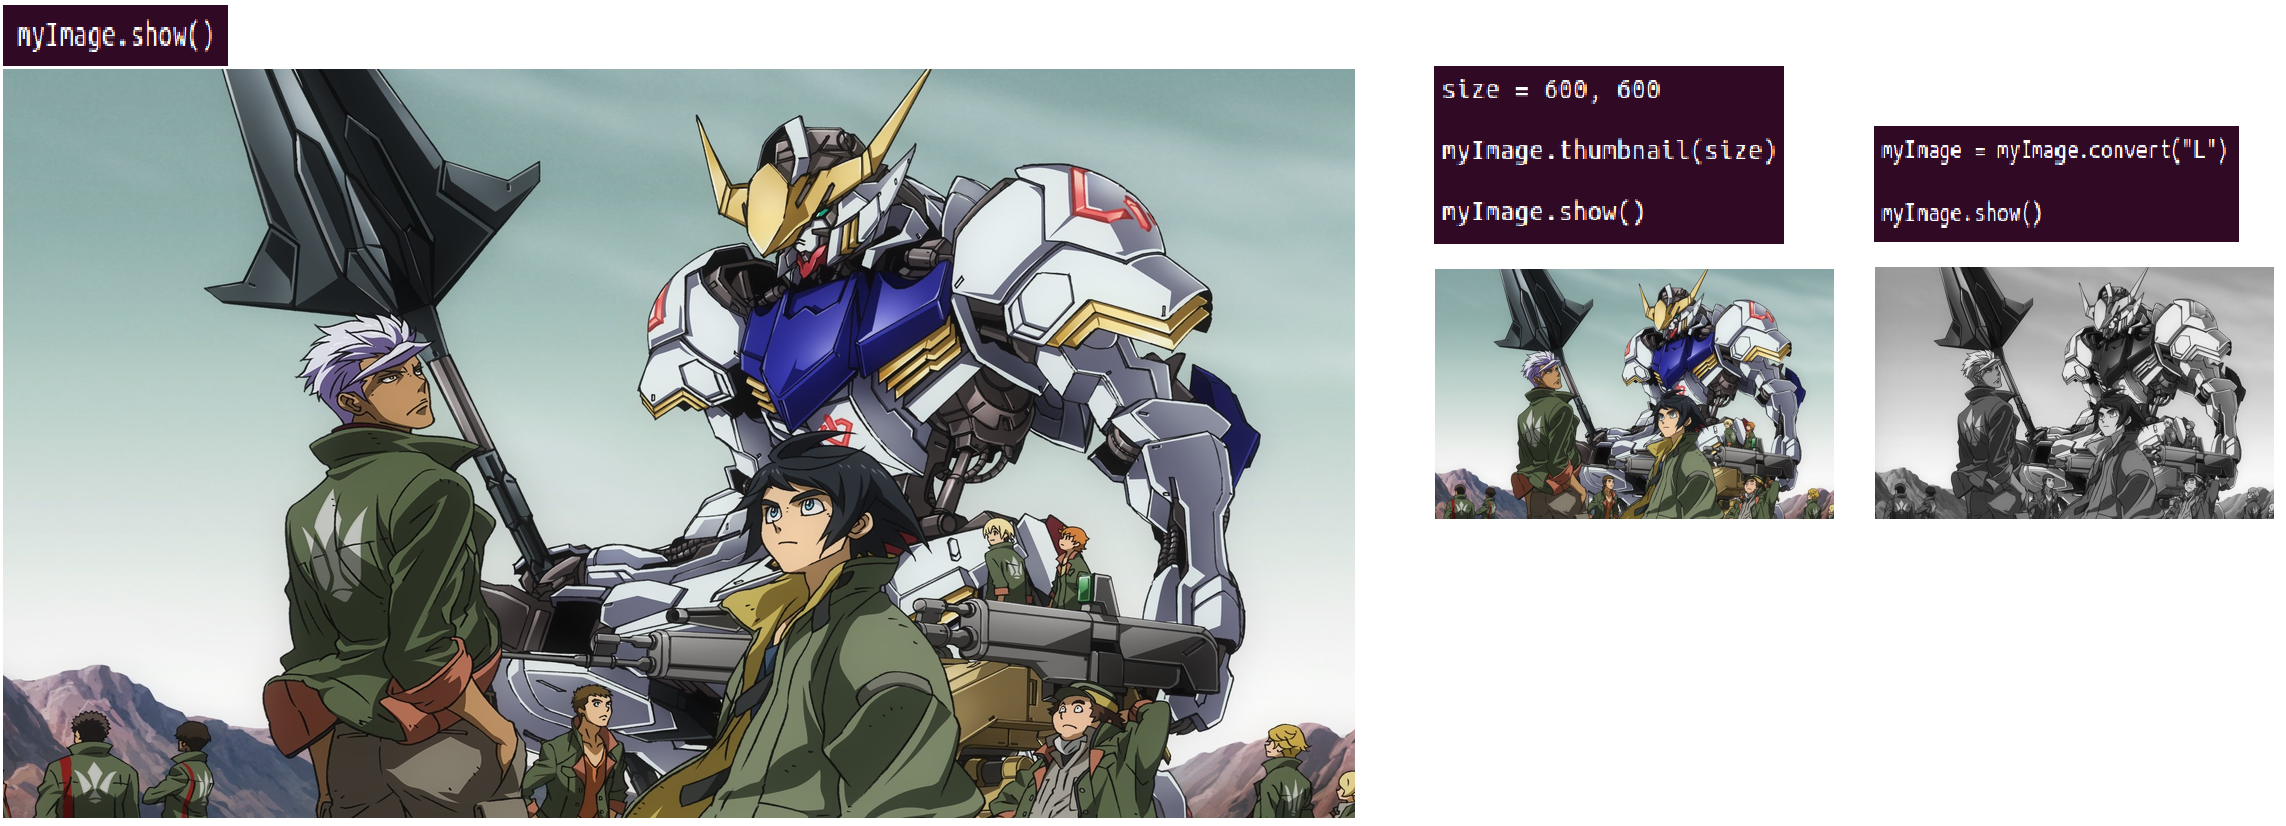 myImage.show()
size = 600, 600
myImage.thumbnail(size)
myImage.show()
myImage = myImage.convert("L")
myImage.show()